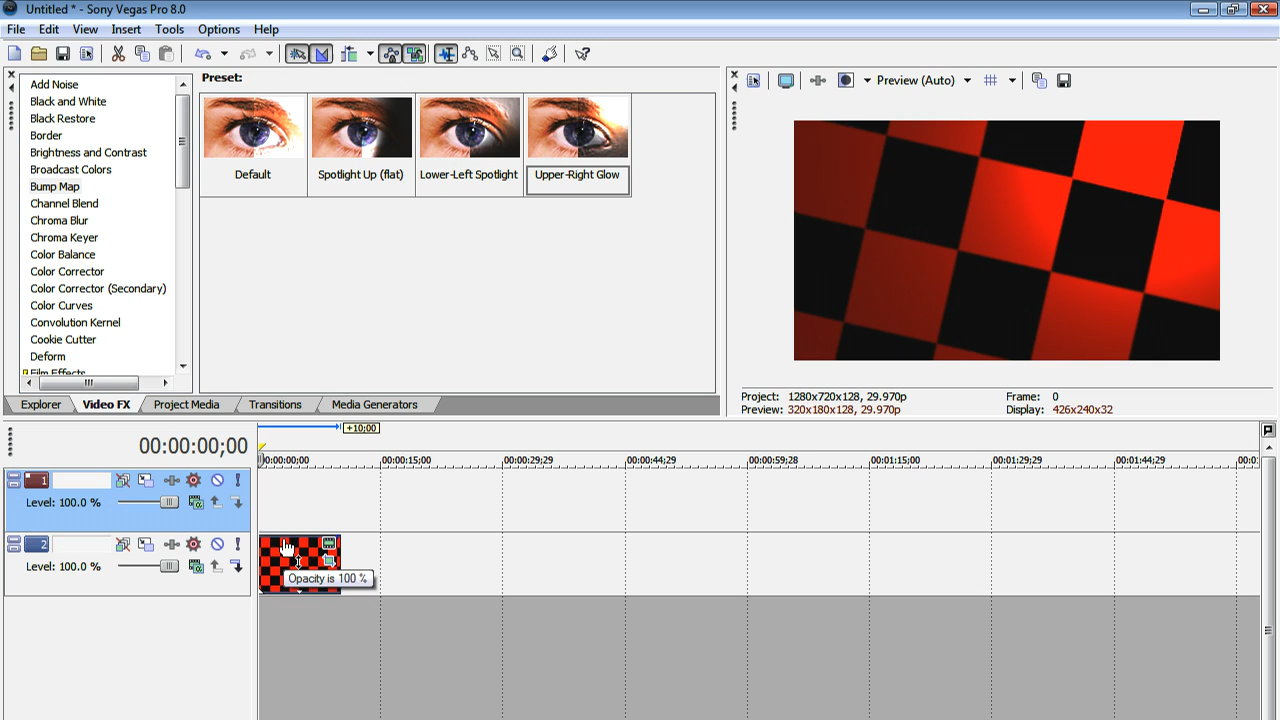 Untitled * - Sony Vegas Pro 8.0
File Edit View Insert Tools Options Help
Preset:
Add Noise
Black and White
Black Restore
Border
Brightness and Contrast
Broadcast Colors
Bump Map
Channel Blend
Chroma Blur
Chroma Keyer
Color Balance
Color Corrector
Color Corrector (Secondary)
Color Curves
Convolution Kernel
Cookie Cutter
Deform
Film Effects
Default
Spotlight Up (flat)
Lower-Left Spotlight
Upper-Right Glow
Preview (Auto)
Project: 1280x720x128, 29.970p
Frame: 0
Preview: 320x180x128, 29.970p
Display: 426x240x32
Explorer Video FX Project Media Transitions Media Generators
00:00:00;00
+10;00
00:00:00;00 00:00:15;00 00:00:29;29 00:00:44;29 00:00:59;28 00:01:15;00 00:01:29;29 00:01:44;29 00:0
1
Level: 100.0 %
2
Level: 100.0 %
Opacity is 100 %